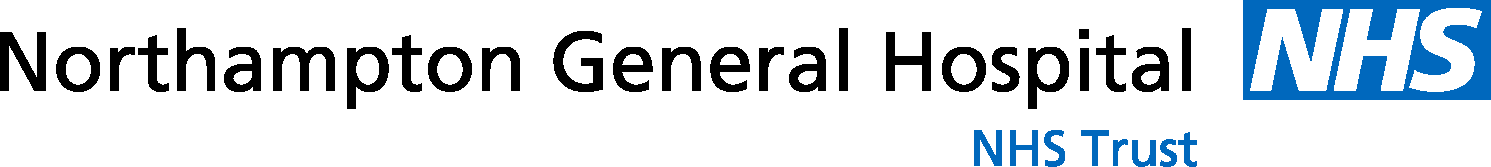 Northampton General Hospital NHS
NHS Trust